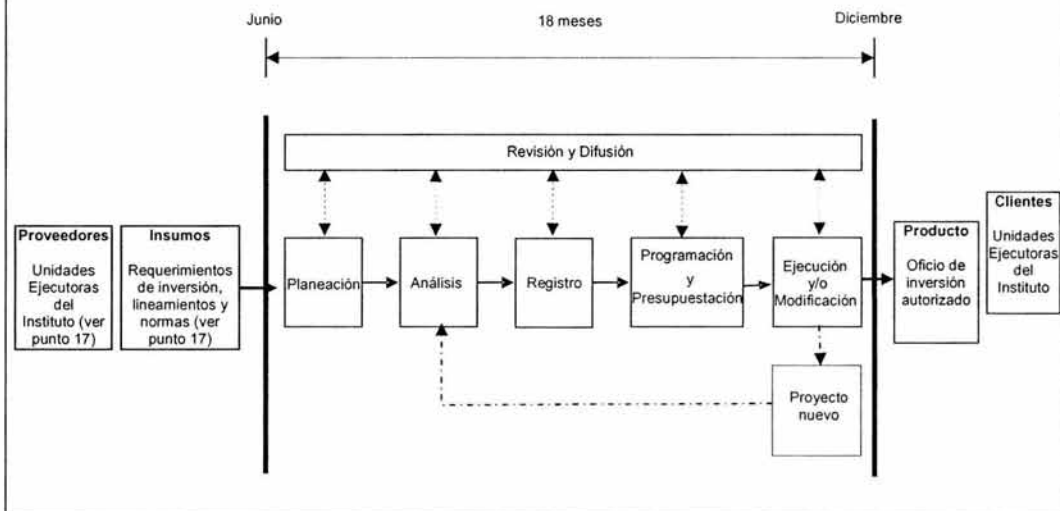 Junio
18 meses
Diciembre
Revisión y Difusión
Proveedores
Unidades
Ejecutoras
del
Instituto (ver
punto 17)
Insumos
Requerimientos
de inversión,
lineamientos y
normas (ver
punto 17)
Planeación
Análisis
Registro
Programación
y
Presupuestación
Ejecución
y/o
Modificación
Proyecto
nuevo
Producto
Oficio de
inversión
autorizado
Clientes
Unidades
Ejecutoras
del
Instituto